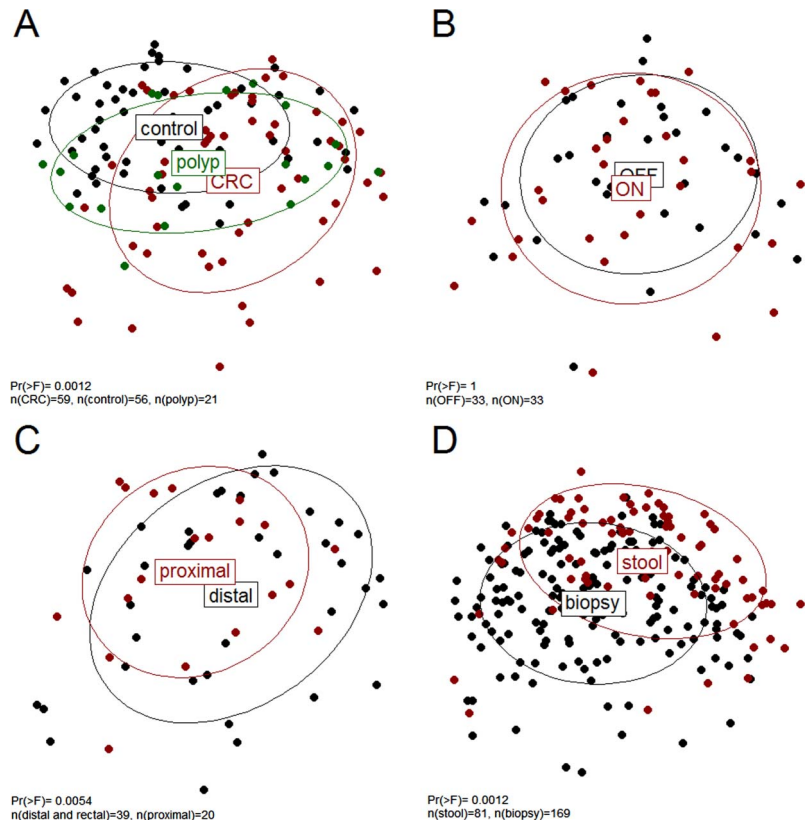 A
control
polyp
CRC
Pr(>F)= 0.0012
n(CRC)=59, n(control)=56, n(polyp)=21
B
OFF
ON
Pr(>F)= 1
n(OFF)=33, n(ON)=33
C
proximal
distal
Pr(>F)= 0.0054
n(distal and rectal)=39, n(proximal)=20
D
stool
biopsy
Pr(>F)= 0.0012
n(stool)=81, n(biopsy)=169